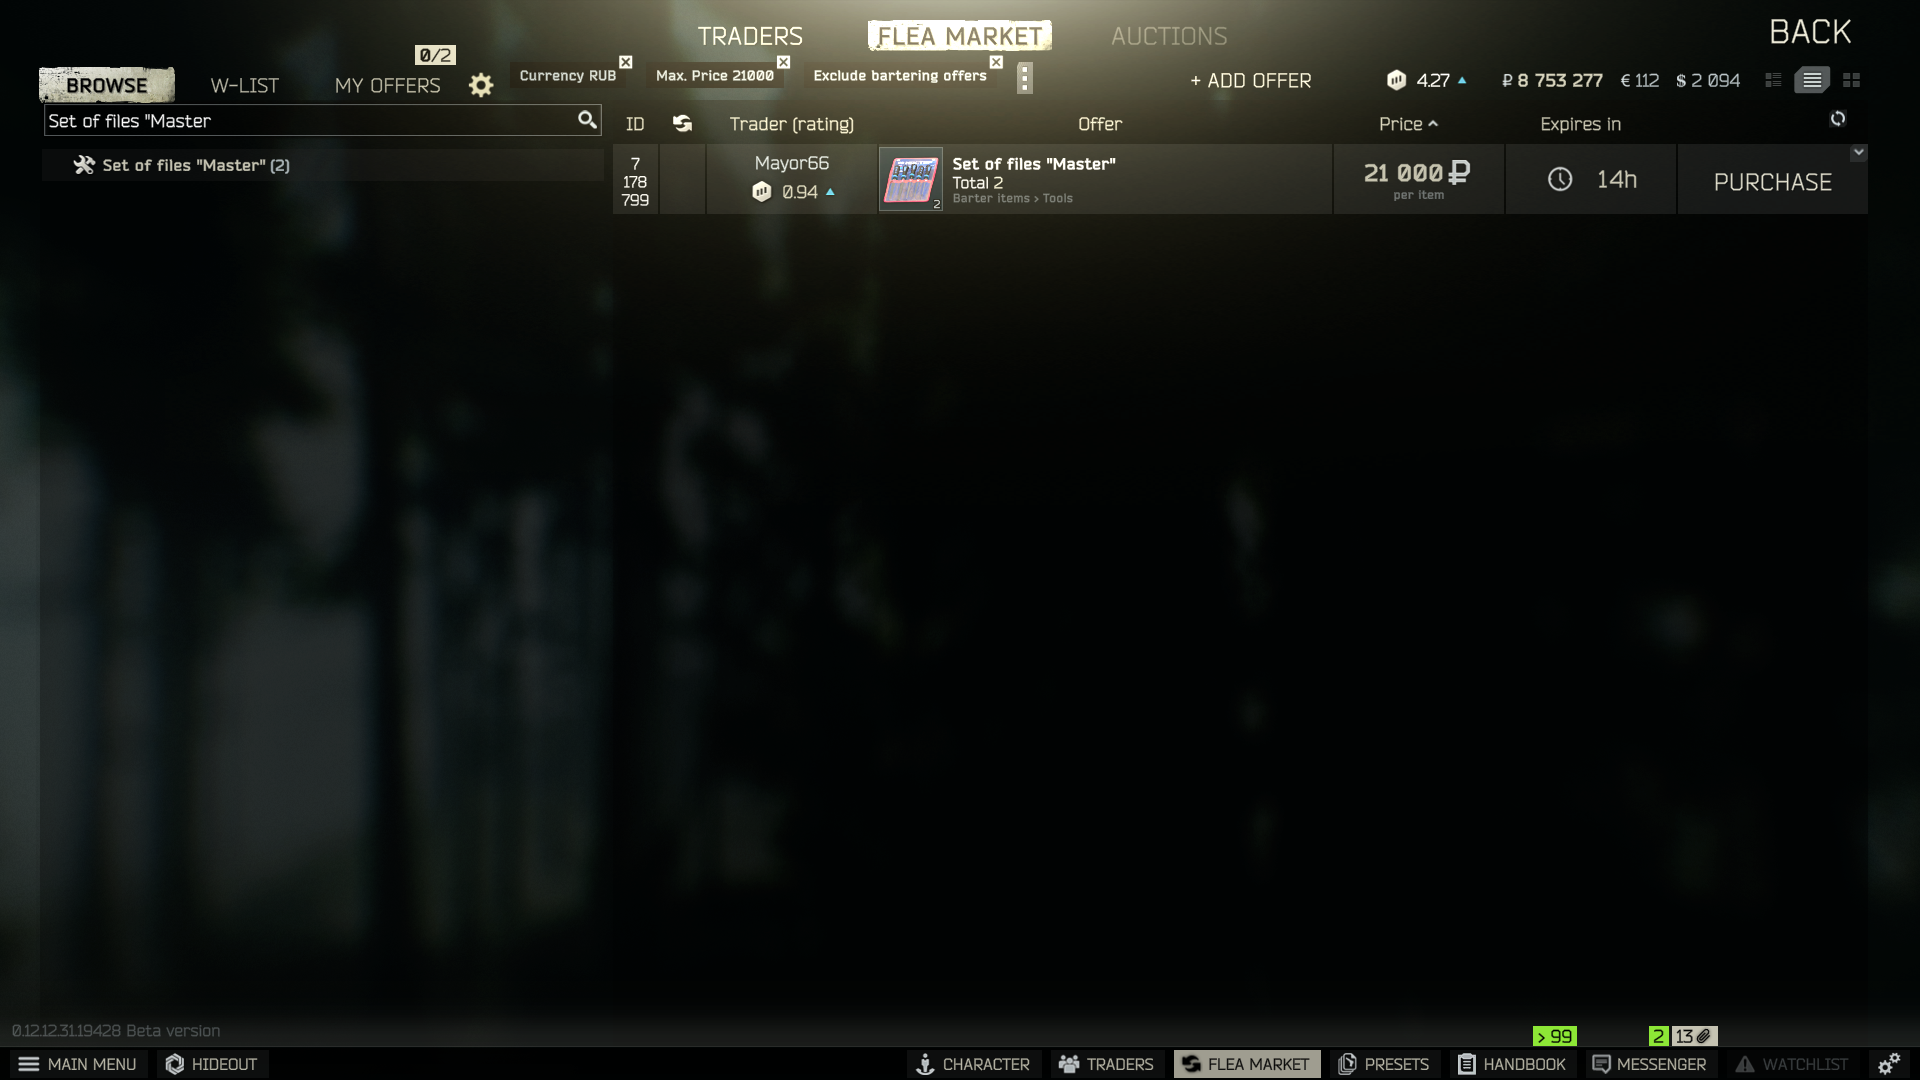 TRADERS FLEA MARKET AUCTIONS BACK
0/2
BROWSE W-LIST MY OFFERS Currency RUB Max. Price 21000 Exclude bartering offers + ADD OFFER 4.27 ₽ 8 753 277 € 112 $ 2 094
Set of files "Master ID Trader (rating) Offer Price Expires in
Set of files "Master" (2)
7
178
799
Mayor66
0.94
2
Set of files "Master"
Total 2
Barter items > Tools
21 000 ₽
per item
14h
PURCHASE
0.12.12.31.19428 Beta version
> 99 2 13
MAIN MENU HIDEOUT CHARACTER TRADERS FLEA MARKET PRESETS HANDBOOK MESSENGER WATCHLIST